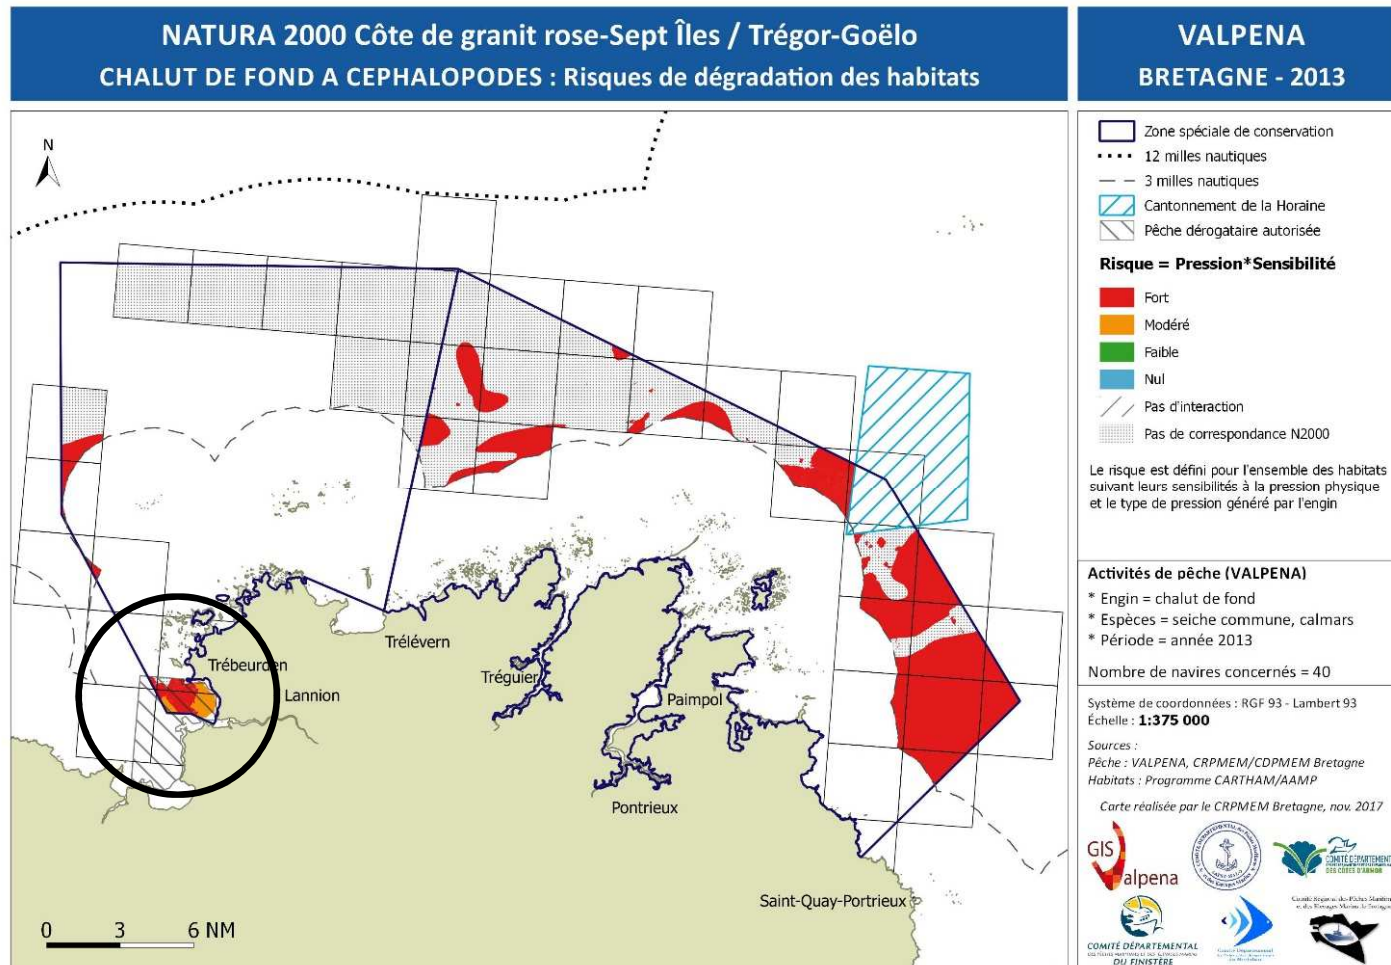 NATURA 2000 Côte de granit rose-Sept Îles / Trégor-Goëlo
CHALUT DE FOND A CEPHALOPODES : Risques de dégradation des habitats
VALPENA
BRETAGNE - 2013
N
Trébeurden
Lannion
Trélévern
Tréguier
Paimpol
Pontrieux
Saint-Quay-Portrieux
0 3 6 NM
Zone spéciale de conservation
12 milles nautiques
3 milles nautiques
Cantonnement de la Horaine
Pêche dérogataire autorisée
Risque = Pression*Sensibilité
Fort
Modéré
Faible
Nul
Pas d'interaction
Pas de correspondance N2000
Le risque est défini pour l'ensemble des habitats
suivant leurs sensibilités à la pression physique
et le type de pression généré par l'engin
Activités de pêche (VALPENA)
* Engin = chalut de fond
* Espèces = seiche commune, calmars
* Période = année 2013
Nombre de navires concernés = 40
Système de coordonnées : RGF 93 - Lambert 93
Échelle : 1:375 000
Sources :
Pêche : VALPENA, CRPMEM/CDPMEM Bretagne
Habitats : Programme CARTHAM/AAMP
Carte réalisée par le CRPMEM Bretagne, nov. 2017
GIS
Valpena
COMITÉ DÉPARTEMENTAL
DES CÔTES D'ARMOR
COMITÉ DÉPARTEMENTAL
DU FINISTÈRE